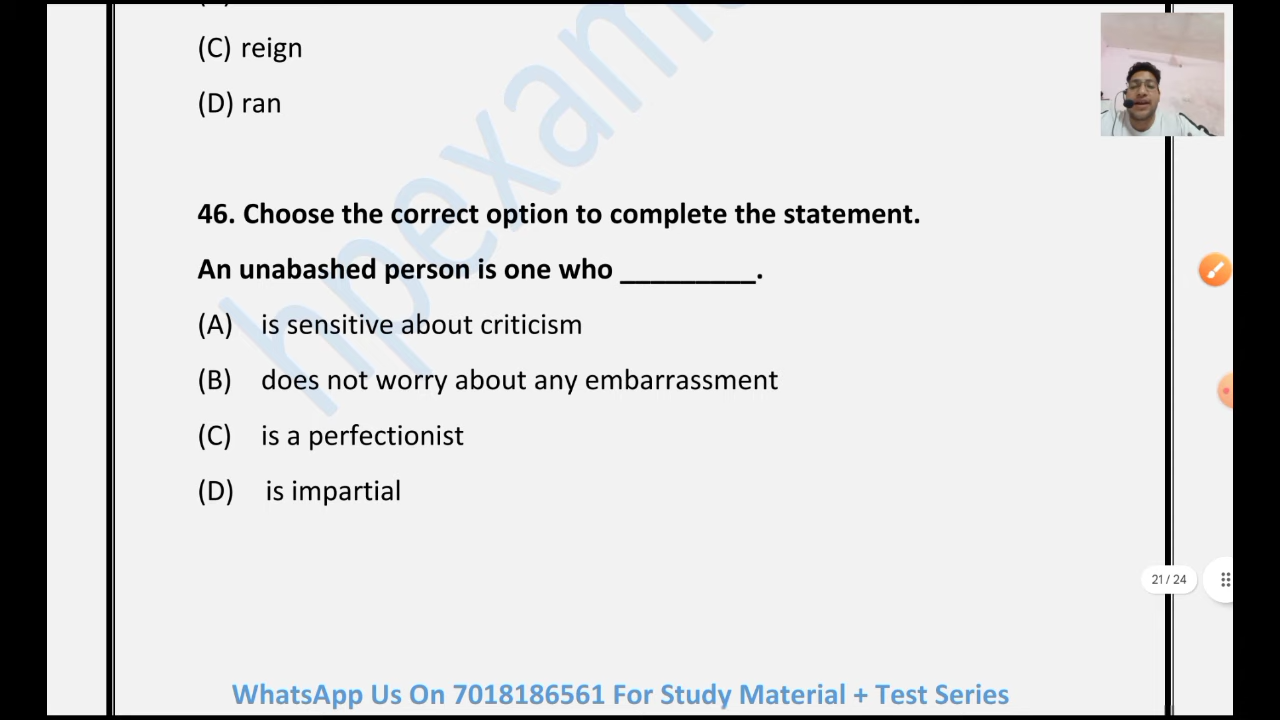 (C) reign
(D) ran
46. Choose the correct option to complete the statement.
An unabashed person is one who _________.
(A) is sensitive about criticism
(B) does not worry about any embarrassment
(C) is a perfectionist
(D) is impartial
hpexam
21 / 24
WhatsApp Us On 7018186561 For Study Material + Test Series